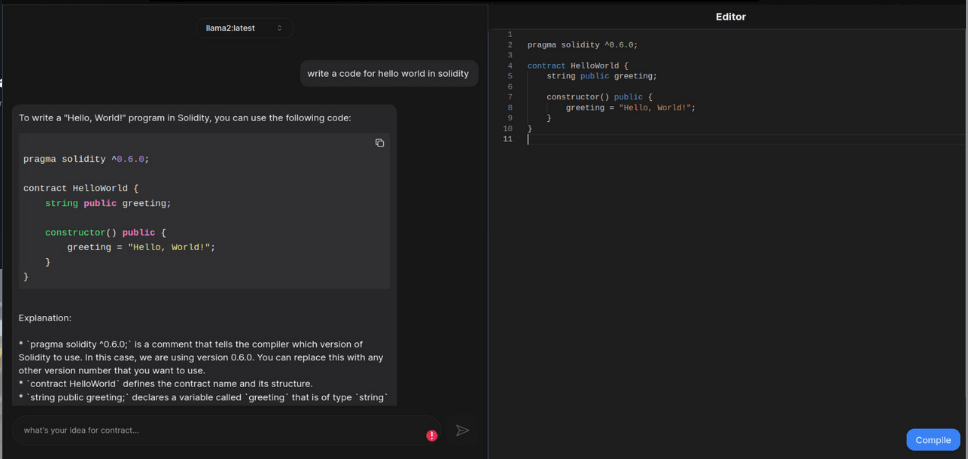 llama2:latest
write a code for hello world in solidity
To write a "Hello, World!" program in Solidity, you can use the following code:
pragma solidity ^0.6.0;
contract HelloWorld {
    string public greeting;
    constructor() public {
        greeting = "Hello, World!";
    }
}
Explanation:
* `pragma solidity ^0.6.0;` is a comment that tells the compiler which version of
Solidity to use. In this case, we are using version 0.6.0. You can replace this with any
other version number that you want to use.
* `contract HelloWorld` defines the contract name and its structure.
* `string public greeting;` declares a variable called `greeting` that is of type `string`
what's your idea for contract...
!
Editor
1
2 pragma solidity ^0.6.0;
3
4 contract HelloWorld {
5     string public greeting;
6
7     constructor() public {
8         greeting = "Hello, World!";
9     }
10 }
11
Compile